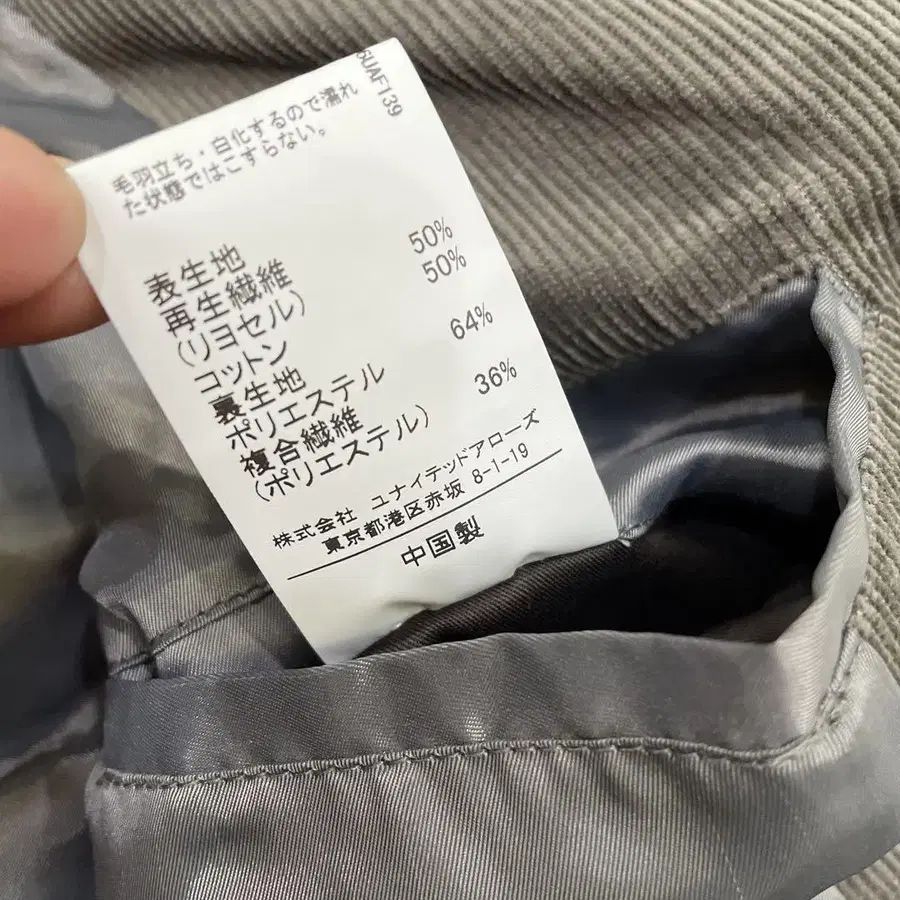 6UAF139
毛羽立ち・白化するので濡れ
た状態ではこすらない。
表生地
再生繊維 50%
(リヨセル)
コットン 50%
裏生地
ポリエステル 64%
複合繊維 36%
(ポリエステル)
株式会社 ユナイテッドアローズ
東京都港区赤坂 8-1-19
中国製